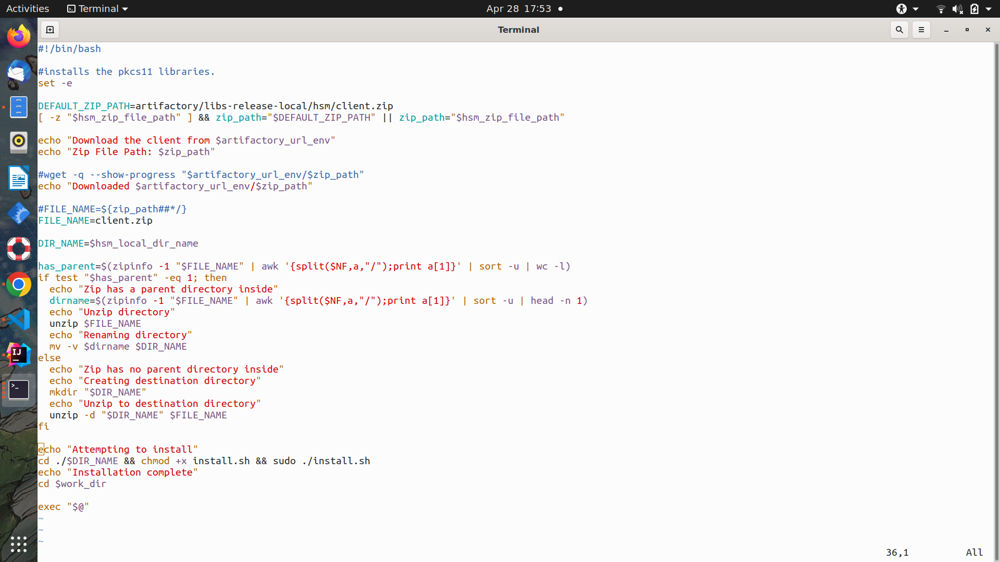 Activities Terminal Apr 28 17:53
Terminal
#!/bin/bash
#installs the pkcs11 libraries.
set -e
DEFAULT_ZIP_PATH=artifactory/libs-release-local/hsm/client.zip
[ -z "$hsm_zip_file_path" ] && zip_path="$DEFAULT_ZIP_PATH" || zip_path="$hsm_zip_file_path"
echo "Download the client from $artifactory_url_env"
echo "Zip File Path: $zip_path"
#wget -q --show-progress "$artifactory_url_env/$zip_path"
echo "Downloaded $artifactory_url_env/$zip_path"
#FILE_NAME=${zip_path##*/}
FILE_NAME=client.zip
DIR_NAME=$hsm_local_dir_name
has_parent=$(zipinfo -1 "$FILE_NAME" | awk '{split($NF,a,"/");print a[1]}' | sort -u | wc -l)
if test "$has_parent" -eq 1; then
  echo "Zip has a parent directory inside"
  dirname=$(zipinfo -1 "$FILE_NAME" | awk '{split($NF,a,"/");print a[1]}' | sort -u | head -n 1)
  echo "Unzip directory"
  unzip $FILE_NAME
  echo "Renaming directory"
  mv -v $dirname $DIR_NAME
else
  echo "Zip has no parent directory inside"
  echo "Creating destination directory"
  mkdir "$DIR_NAME"
  echo "Unzip to destination directory"
  unzip -d "$DIR_NAME" $FILE_NAME
fi
echo "Attempting to install"
cd ./$DIR_NAME && chmod +x install.sh && sudo ./install.sh
echo "Installation complete"
cd $work_dir
exec "$@"
~
~
~
36,1 All
IJ